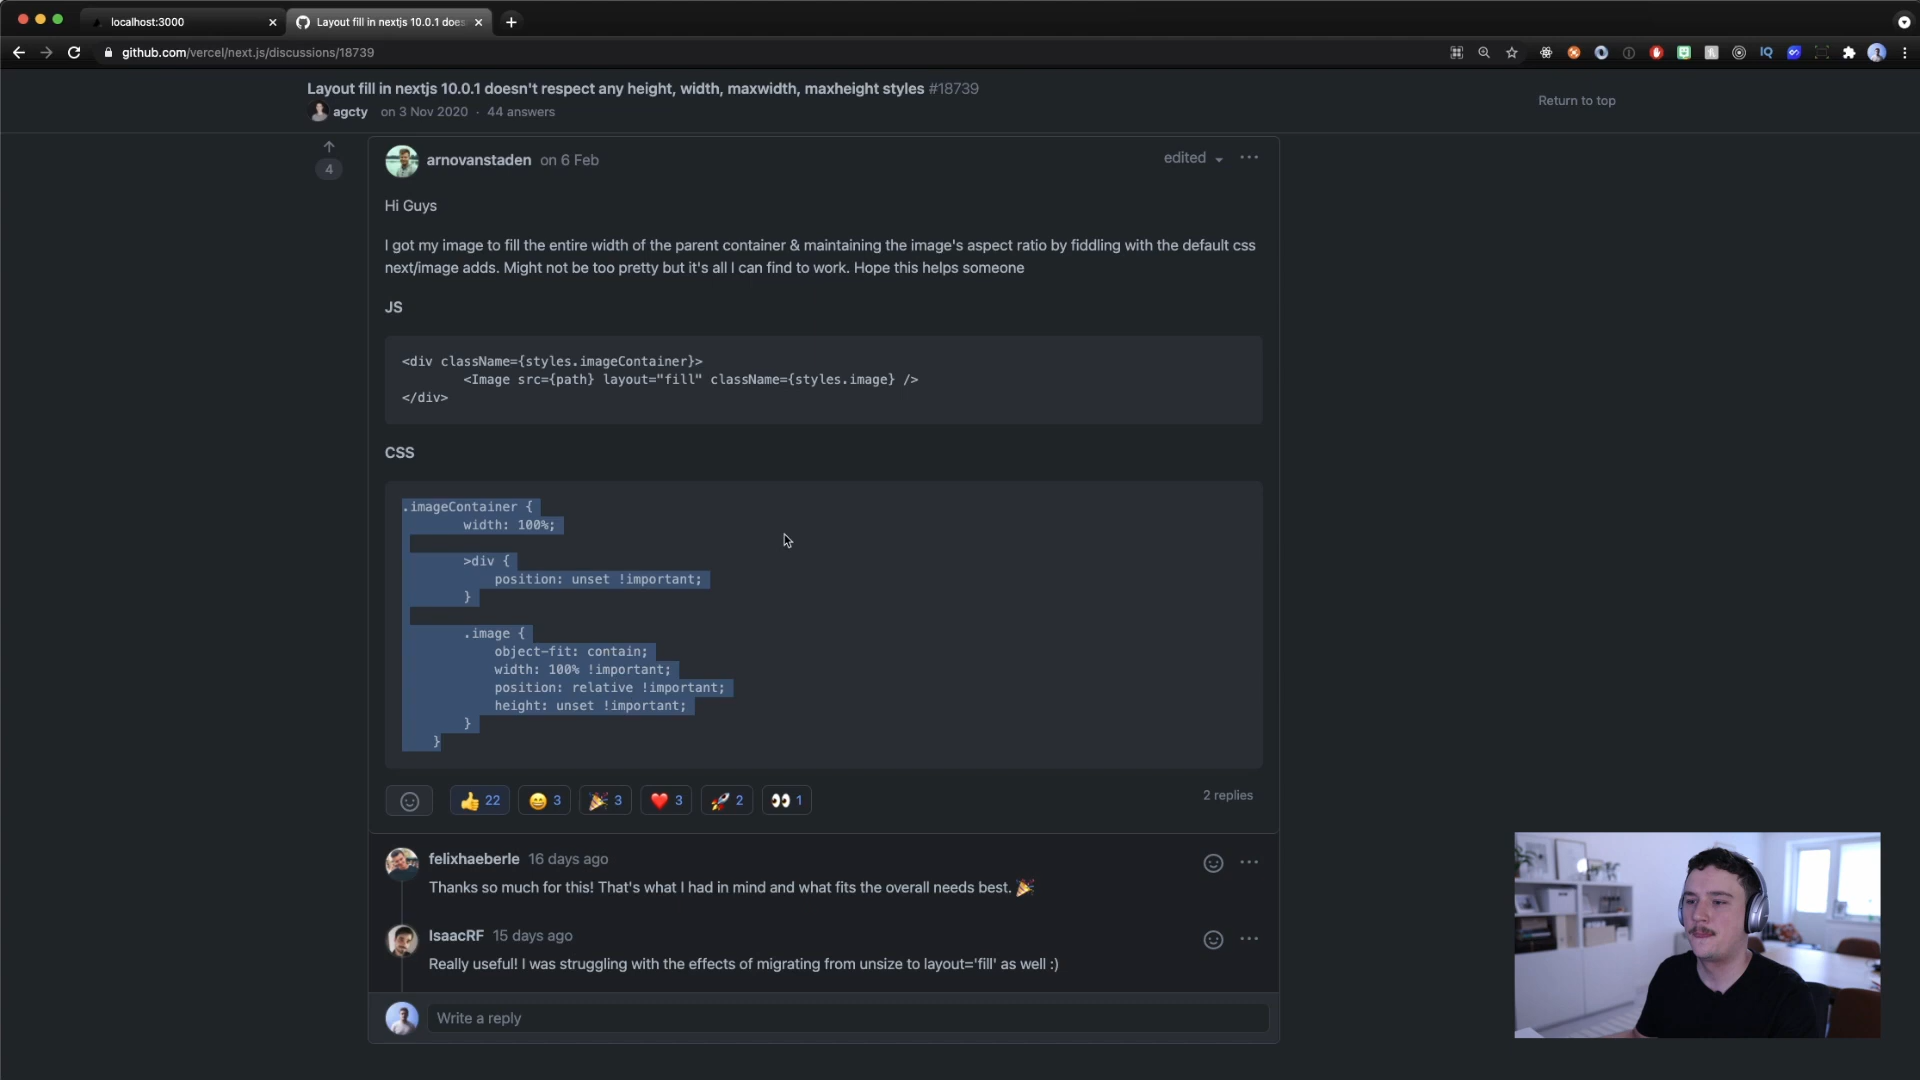 localhost:3000
Layout fill in nextjs 10.0.1 does
github.com/vercel/next.js/discussions/18739
Layout fill in nextjs 10.0.1 doesn't respect any height, width, maxwidth, maxheight styles #18739
agcty on 3 Nov 2020 · 44 answers
Return to top
4
arnovanstaden on 6 Feb
edited
Hi Guys
I got my image to fill the entire width of the parent container & maintaining the image's aspect ratio by fiddling with the default css
next/image adds. Might not be too pretty but it's all I can find to work. Hope this helps someone
JS
<div className={styles.imageContainer}>
<Image src={path} layout="fill" className={styles.image} />
</div>
CSS
.imageContainer {
width: 100%;
>div {
position: unset !important;
}
.image {
object-fit: contain;
width: 100% !important;
position: relative !important;
height: unset !important;
}
}
👍 22 😄 3 🎉 3 ❤️ 3 🚀 2 👀 1
2 replies
felixhaeberle 16 days ago
Thanks so much for this! That's what I had in mind and what fits the overall needs best. 🎉
IsaacRF 15 days ago
Really useful! I was struggling with the effects of migrating from unsize to layout='fill' as well :)
Write a reply